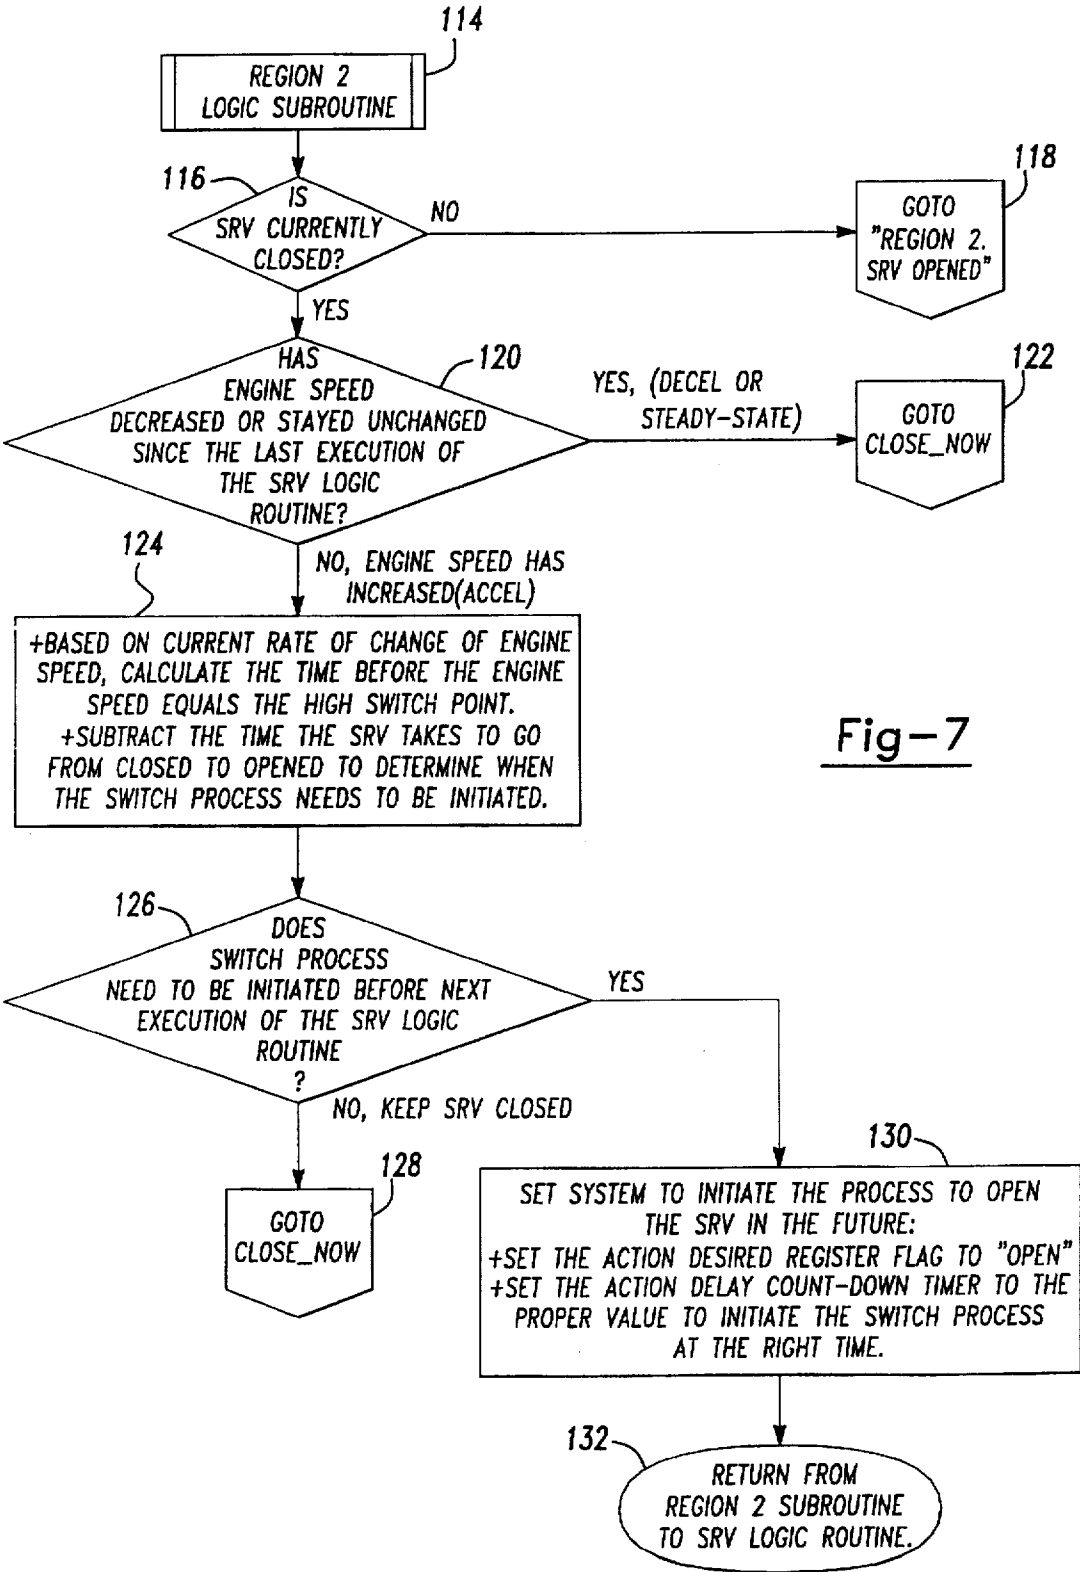 114
REGION 2
LOGIC SUBROUTINE
116
IS
SRV CURRENTLY
CLOSED?
NO
118
GOTO
"REGION 2.
SRV OPENED"
YES
HAS
ENGINE SPEED
DECREASED OR STAYED UNCHANGED
SINCE THE LAST EXECUTION OF
THE SRV LOGIC
ROUTINE?
120
YES, (DECEL OR
STEADY-STATE)
122
GOTO
CLOSE_NOW
124
NO, ENGINE SPEED HAS
INCREASED(ACCEL)
+BASED ON CURRENT RATE OF CHANGE OF ENGINE
SPEED, CALCULATE THE TIME BEFORE THE ENGINE
SPEED EQUALS THE HIGH SWITCH POINT.
+SUBTRACT THE TIME THE SRV TAKES TO GO
FROM CLOSED TO OPENED TO DETERMINE WHEN
THE SWITCH PROCESS NEEDS TO BE INITIATED.
Fig-7
126
DOES
SWITCH PROCESS
NEED TO BE INITIATED BEFORE NEXT
EXECUTION OF THE SRV LOGIC
ROUTINE
?
YES
NO, KEEP SRV CLOSED
128
GOTO
CLOSE_NOW
130
SET SYSTEM TO INITIATE THE PROCESS TO OPEN
THE SRV IN THE FUTURE:
+SET THE ACTION DESIRED REGISTER FLAG TO "OPEN"
+SET THE ACTION DELAY COUNT-DOWN TIMER TO THE
PROPER VALUE TO INITIATE THE SWITCH PROCESS
AT THE RIGHT TIME.
132
RETURN FROM
REGION 2 SUBROUTINE
TO SRV LOGIC ROUTINE.